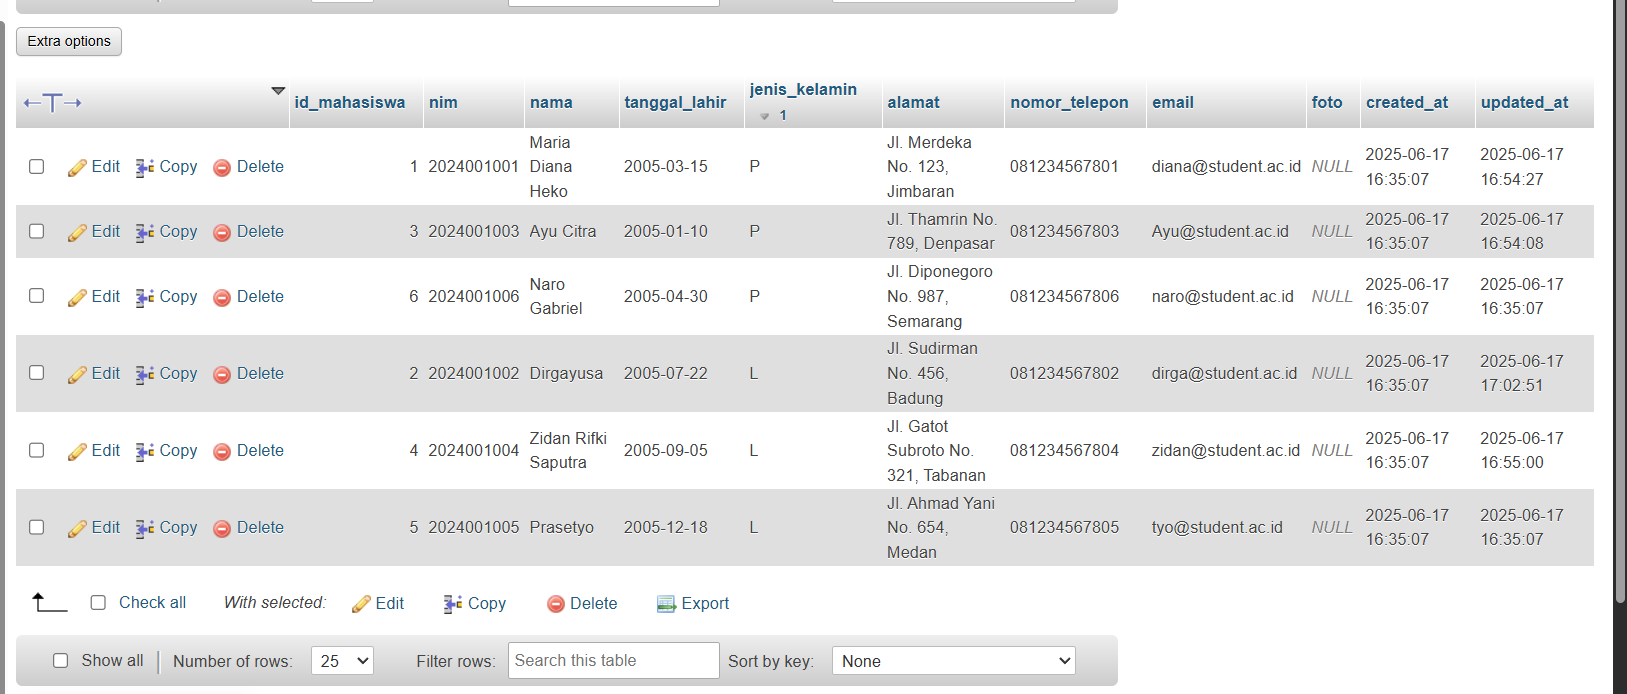 Extra options
id_mahasiswa nim nama tanggal_lahir jenis_kelamin 1 alamat nomor_telepon email foto created_at updated_at
Edit Copy Delete 1 2024001001 Maria Diana Heko 2005-03-15 P Jl. Merdeka No. 123, Jimbaran 081234567801 diana@student.ac.id NULL 2025-06-17 16:35:07 2025-06-17 16:54:27
Edit Copy Delete 3 2024001003 Ayu Citra 2005-01-10 P Jl. Thamrin No. 789, Denpasar 081234567803 Ayu@student.ac.id NULL 2025-06-17 16:35:07 2025-06-17 16:54:08
Edit Copy Delete 6 2024001006 Naro Gabriel 2005-04-30 P Jl. Diponegoro No. 987, Semarang 081234567806 naro@student.ac.id NULL 2025-06-17 16:35:07 2025-06-17 16:35:07
Edit Copy Delete 2 2024001002 Dirgayusa 2005-07-22 L Jl. Sudirman No. 456, Badung 081234567802 dirga@student.ac.id NULL 2025-06-17 16:35:07 2025-06-17 17:02:51
Edit Copy Delete 4 2024001004 Zidan Rifki Saputra 2005-09-05 L Jl. Gatot Subroto No. 321, Tabanan 081234567804 zidan@student.ac.id NULL 2025-06-17 16:35:07 2025-06-17 16:55:00
Edit Copy Delete 5 2024001005 Prasetyo 2005-12-18 L Jl. Ahmad Yani No. 654, Medan 081234567805 tyo@student.ac.id NULL 2025-06-17 16:35:07 2025-06-17 16:35:07
Check all With selected: Edit Copy Delete Export
Show all Number of rows: 25 Filter rows: Search this table Sort by key: None